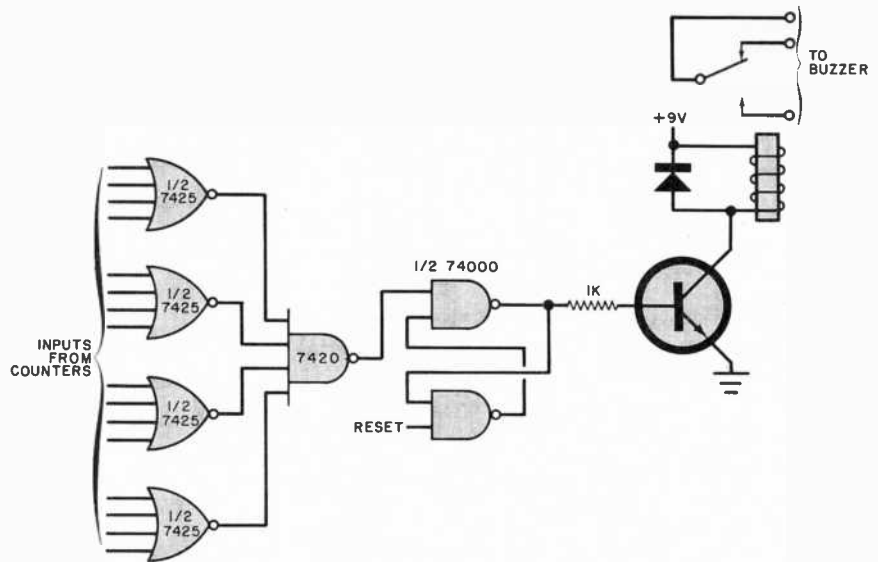 TO
BUZZER
+9V
1/2
7425
1/2
7425
1/2 74000
1K
INPUTS
FROM
COUNTERS
7420
1/2
7425
RESET
1/2
7425